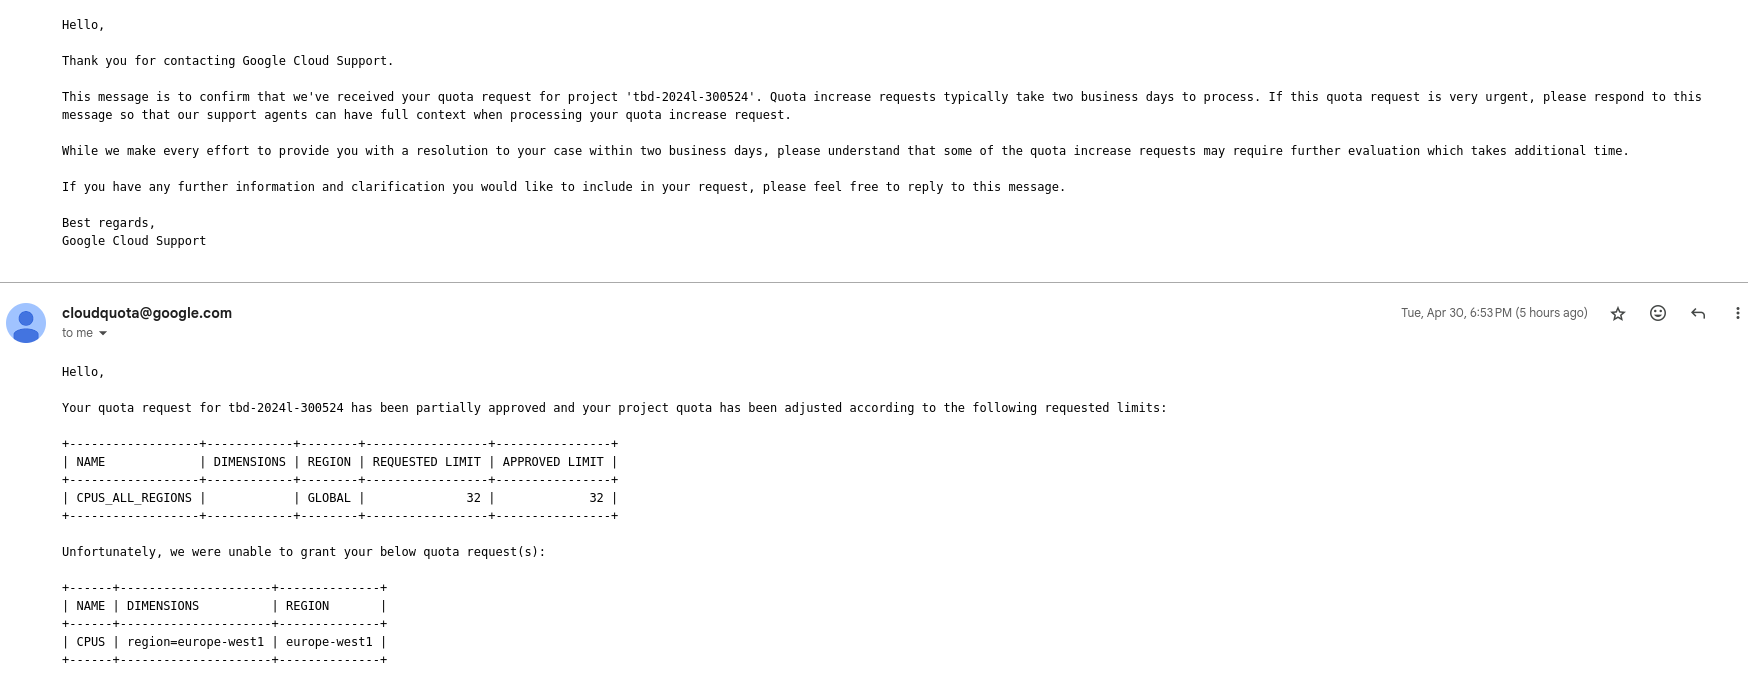 Hello,
Thank you for contacting Google Cloud Support.
This message is to confirm that we've received your quota request for project 'tbd-2024l-300524'. Quota increase requests typically take two business days to process. If this quota request is very urgent, please respond to this
message so that our support agents can have full context when processing your quota increase request.
While we make every effort to provide you with a resolution to your case within two business days, please understand that some of the quota increase requests may require further evaluation which takes additional time.
If you have any further information and clarification you would like to include in your request, please feel free to reply to this message.
Best regards,
Google Cloud Support
cloudquota@google.com
Tue, Apr 30, 6:53 PM (5 hours ago)
to me
Hello,
Your quota request for tbd-2024l-300524 has been partially approved and your project quota has been adjusted according to the following requested limits:
+------------------+------------+--------+-----------------+----------------+
| NAME             | DIMENSIONS | REGION | REQUESTED LIMIT | APPROVED LIMIT |
+------------------+------------+--------+-----------------+----------------+
| CPUS_ALL_REGIONS |            | GLOBAL |              32 |             32 |
+------------------+------------+--------+-----------------+----------------+
Unfortunately, we were unable to grant your below quota request(s):
+------+---------------------+--------------+
| NAME | DIMENSIONS          | REGION       |
+------+---------------------+--------------+
| CPUS | region=europe-west1 | europe-west1 |
+------+---------------------+--------------+